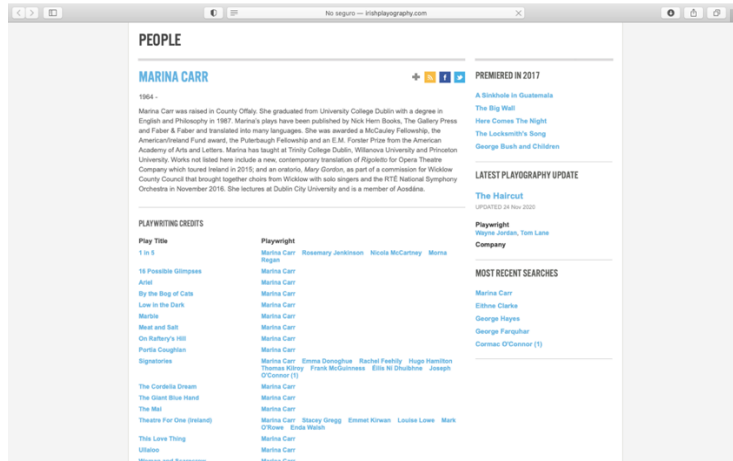 No seguro — irishplayography.com
PEOPLE
MARINA CARR
1964 -
Marina Carr was raised in County Offaly. She graduated from University College Dublin with a degree in
English and Philosophy in 1987. Marina's plays have been published by Nick Hern Books, The Gallery Press
and Faber & Faber and translated into many languages. She was awarded a McCauley Fellowship, the
American/Ireland Fund award, the Puterbaugh Fellowship and an E.M. Forster Prize from the American
Academy of Arts and Letters. Marina has taught at Trinity College Dublin, Villanova University and Princeton
University. Works not listed here include a new, contemporary translation of Rigoletto for Opera Theatre
Company which toured Ireland in 2015; and an oratorio, Mary Gordon, as part of a commission for Wicklow
County Council that brought together choirs from Wicklow with solo singers and the RTÉ National Symphony
Orchestra in November 2016. She lectures at Dublin City University and is a member of Aosdána.
PLAYWRITING CREDITS
Play Title Playwright
1 in 5 Marina Carr Rosemary Jenkinson Nicola McCartney Morna
Regan
16 Possible Glimpses Marina Carr
Ariel Marina Carr
By the Bog of Cats Marina Carr
Low in the Dark Marina Carr
Marble Marina Carr
Meat and Salt Marina Carr
On Raftery's Hill Marina Carr
Portia Coughlan Marina Carr
Signatories Marina Carr Emma Donoghue Rachel Feehily Hugo Hamilton
Thomas Kilroy Frank McGuinness Éilís Ní Dhuibhne Joseph
O'Connor (1)
The Cordelia Dream Marina Carr
The Giant Blue Hand Marina Carr
The Mai Marina Carr
Theatre For One (Ireland) Marina Carr Stacey Gregg Emmet Kirwan Louise Lowe Mark
O'Rowe Enda Walsh
This Love Thing Marina Carr
Ullaloo Marina Carr
Woman and Scarecrow Marina Carr
PREMIERED IN 2017
A Sinkhole in Guatemala
The Big Wall
Here Comes The Night
The Locksmith's Song
George Bush and Children
LATEST PLAYOGRAPHY UPDATE
The Haircut
UPDATED 24 Nov 2020
Playwright
Wayne Jordan, Tom Lane
Company
MOST RECENT SEARCHES
Marina Carr
Eithne Clarke
George Hayes
George Farquhar
Cormac O'Connor (1)